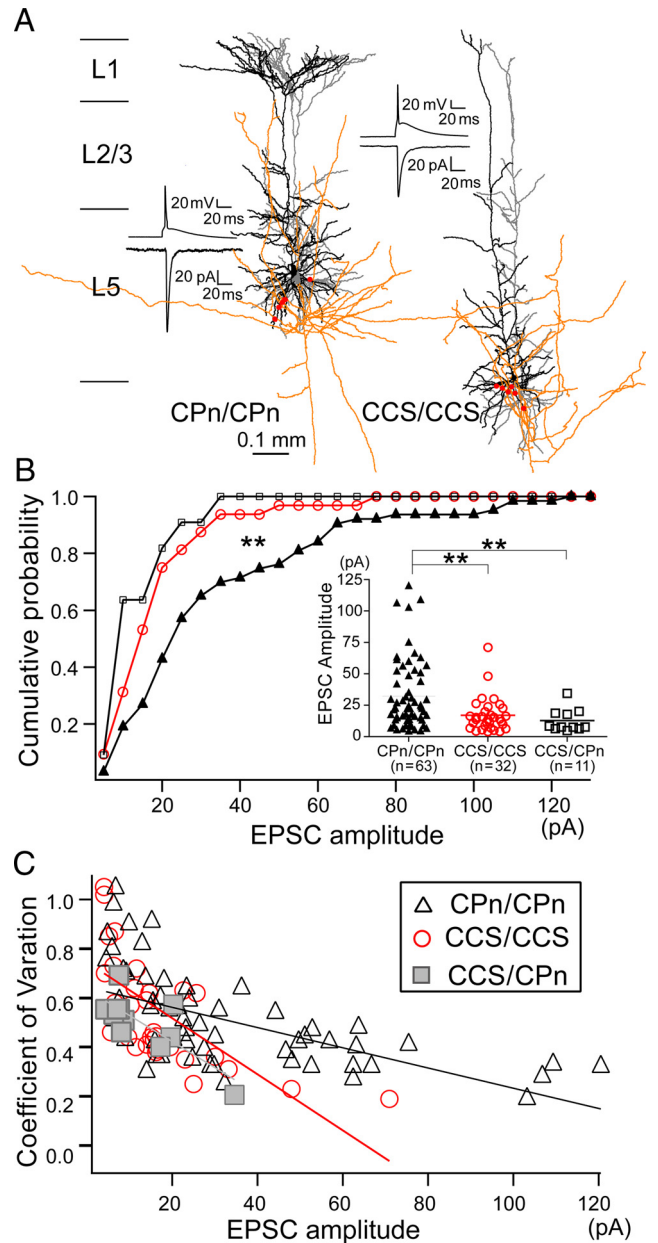 A
L1
L2/3
L5
20 mV
20 ms
20 pA
20 ms
20 mV
20 ms
20 pA
20 ms
CPn/CPn
CCS/CCS
0.1 mm
B
Cumulative probability
1.0
0.8
0.6
0.4
0.2
**
20
40
60
80
100
120
(pA)
EPSC amplitude
(pA)
EPSC Amplitude
125
100
75
50
25
0
**
**
CPn/CPn
(n=63)
CCS/CCS
(n=32)
CCS/CPn
(n=11)
C
Coefficient of Varation
1.0
0.8
0.6
0.4
0.2
0.0
CPn/CPn
CCS/CCS
CCS/CPn
20
40
60
80
100
120
EPSC amplitude
(pA)